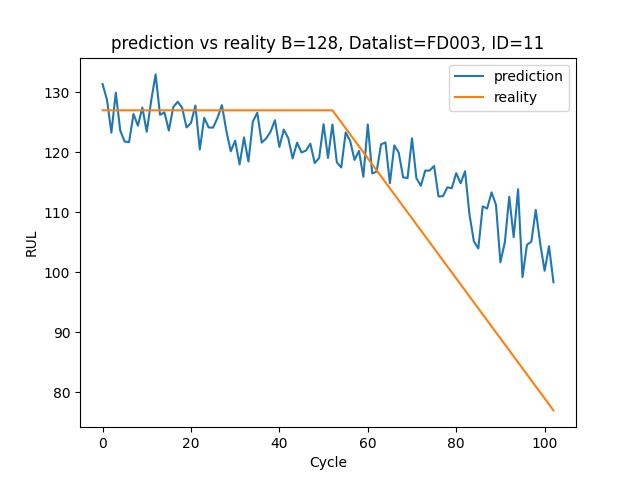 prediction vs reality B=128, Datalist=FD003, ID=11
prediction
reality
RUL
130
120
110
100
90
80
0 20 40 60 80 100
Cycle